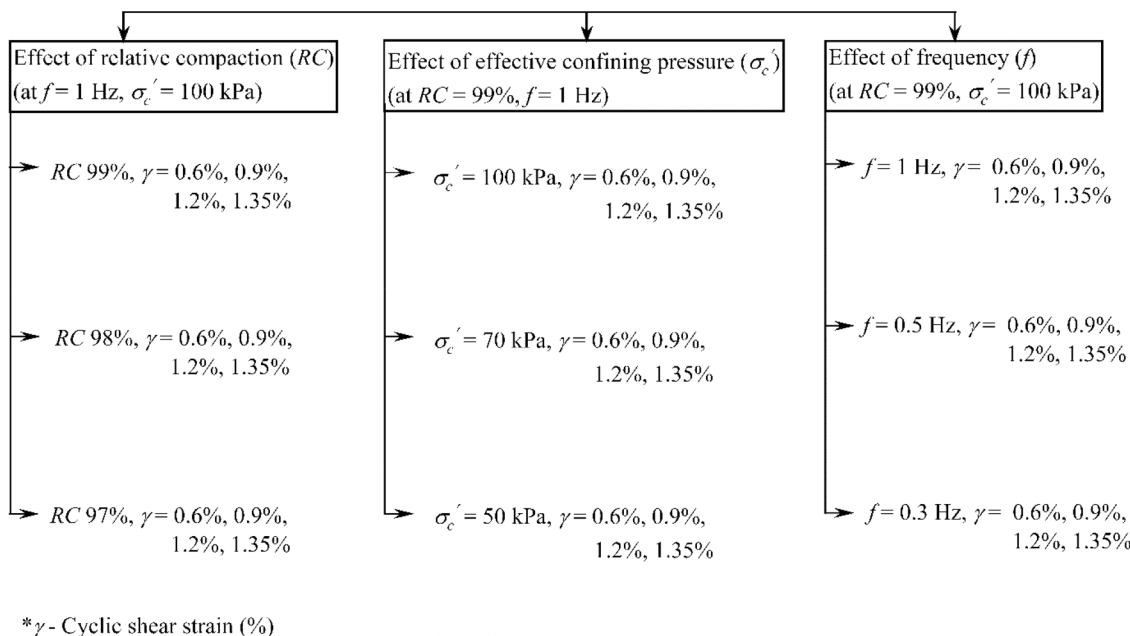 Effect of relative compaction (RC)
(at f = 1 Hz, σc′ = 100 kPa)
RC 99%, γ = 0.6%, 0.9%,
1.2%, 1.35%
RC 98%, γ = 0.6%, 0.9%,
1.2%, 1.35%
RC 97%, γ = 0.6%, 0.9%,
1.2%, 1.35%
Effect of effective confining pressure (σc′)
(at RC = 99%, f = 1 Hz)
σc′ = 100 kPa, γ = 0.6%, 0.9%,
1.2%, 1.35%
σc′ = 70 kPa, γ = 0.6%, 0.9%,
1.2%, 1.35%
σc′ = 50 kPa, γ = 0.6%, 0.9%,
1.2%, 1.35%
Effect of frequency (f)
(at RC = 99%, σc′ = 100 kPa)
f = 1 Hz, γ = 0.6%, 0.9%,
1.2%, 1.35%
f = 0.5 Hz, γ = 0.6%, 0.9%,
1.2%, 1.35%
f = 0.3 Hz, γ = 0.6%, 0.9%,
1.2%, 1.35%
*γ - Cyclic shear strain (%)